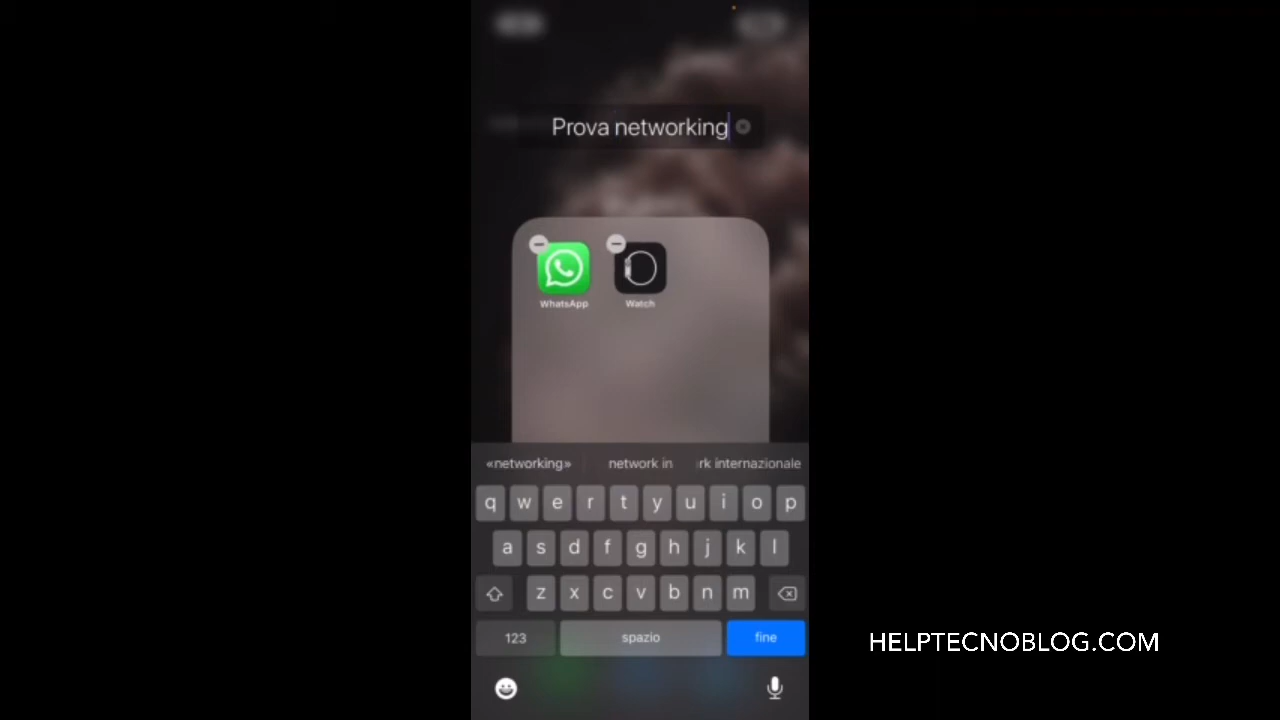 Prova networking
WhatsApp
Watch
«networking»
network in
rk internazionale
q w e r t y u i o p
a s d f g h j k l
z x c v b n m
123
spazio
fine
HELPTECNOBLOG.COM